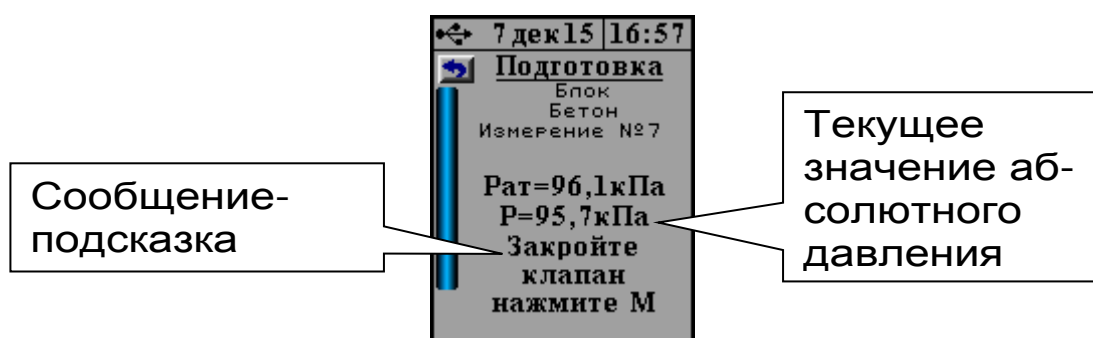 7 дек15 16:57
Подготовка
Блок
Бетон
Измерение №7
Рат=96,1кПа
Р=95,7кПа
Закройте
клапан
нажмите М
Сообщение-
подсказка
Текущее
значение аб-
солютного
давления